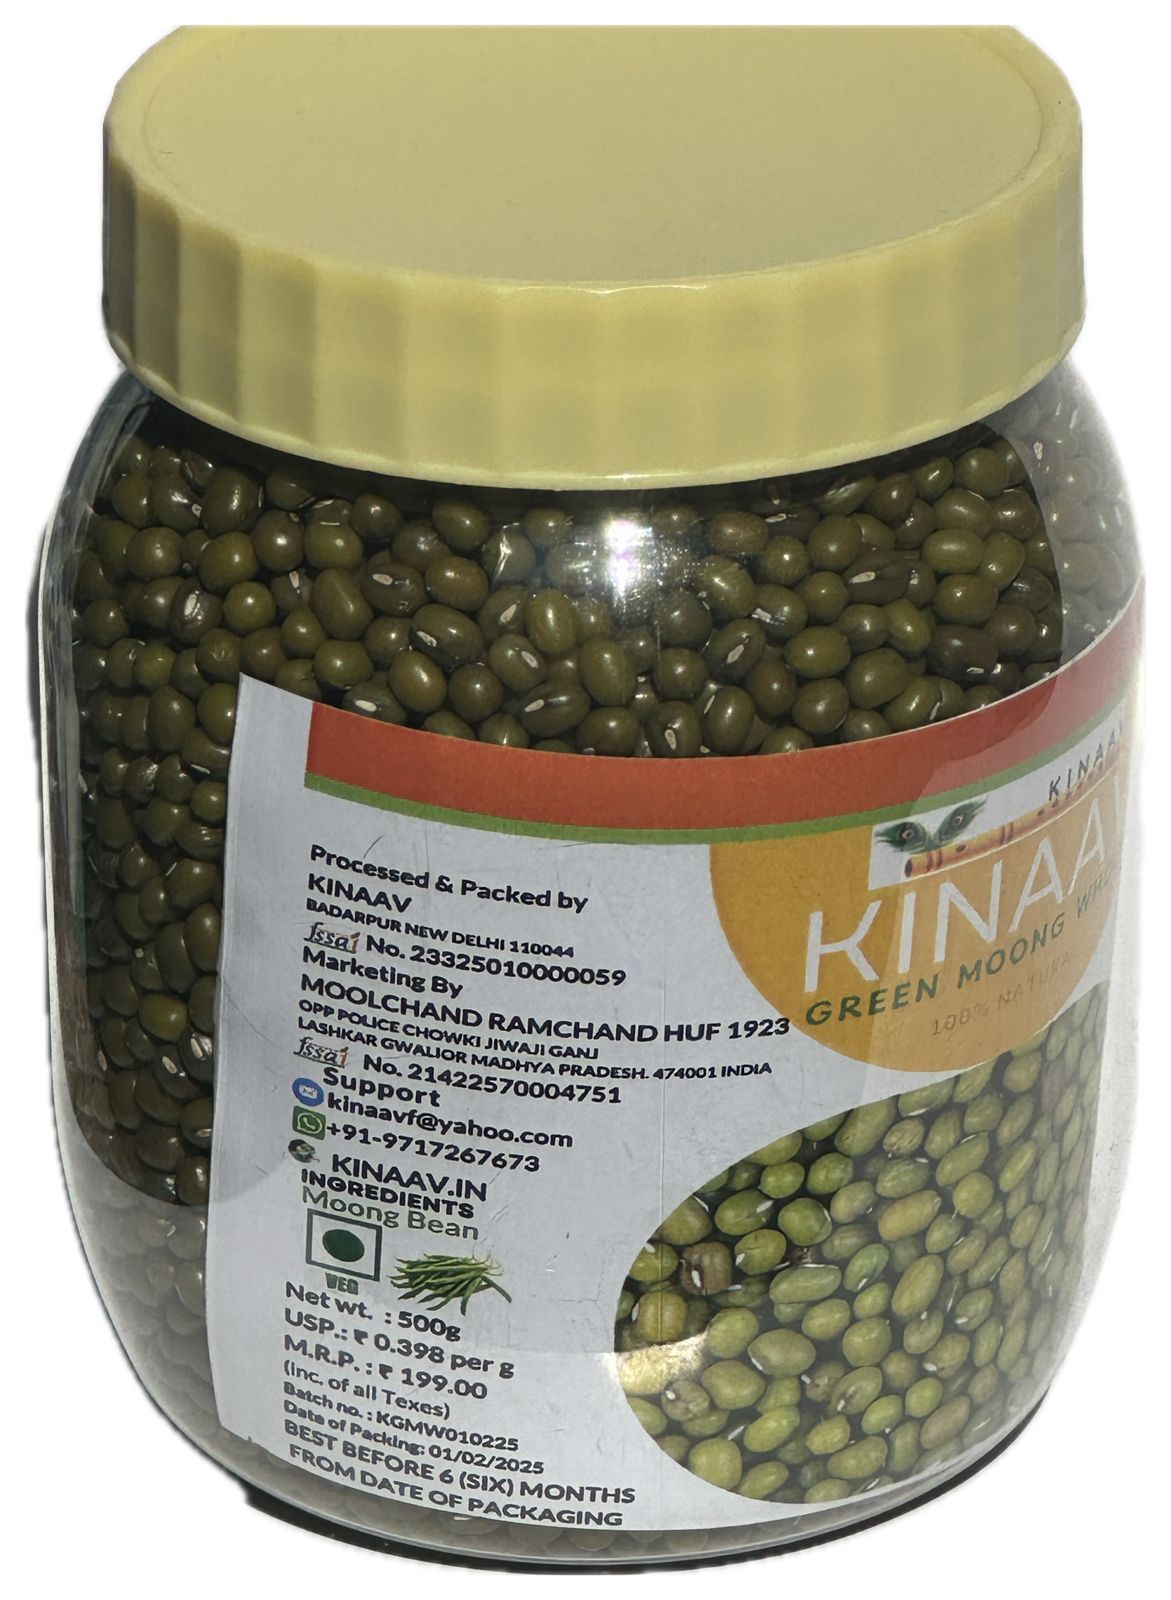 Processed & Packed by
KINAAV
BADARPUR NEW DELHI 110044
fssai No. 23325010000059
Marketing By
MOOLCHAND RAMCHAND HUF 1923
OPP POLICE CHOWKI JIWAJI GANJ
LASHKAR GWALIOR MADHYA PRADESH. 474001 INDIA
fssai No. 21422570004751
Support
kinaavf@yahoo.com
+91-9717267673
KINAAV.IN
INGREDIENTS
Moong Bean
VEG
Net wt. : 500g
USP.: ₹ 0.398 per g
M.R.P. : ₹ 199.00
(Inc. of all Texes)
Batch no. : KGMW010225
Date of Packing: 01/02/2025
BEST BEFORE 6 (SIX) MONTHS
FROM DATE OF PACKAGING
KINAAV
KINAA
GREEN MOONG
100%